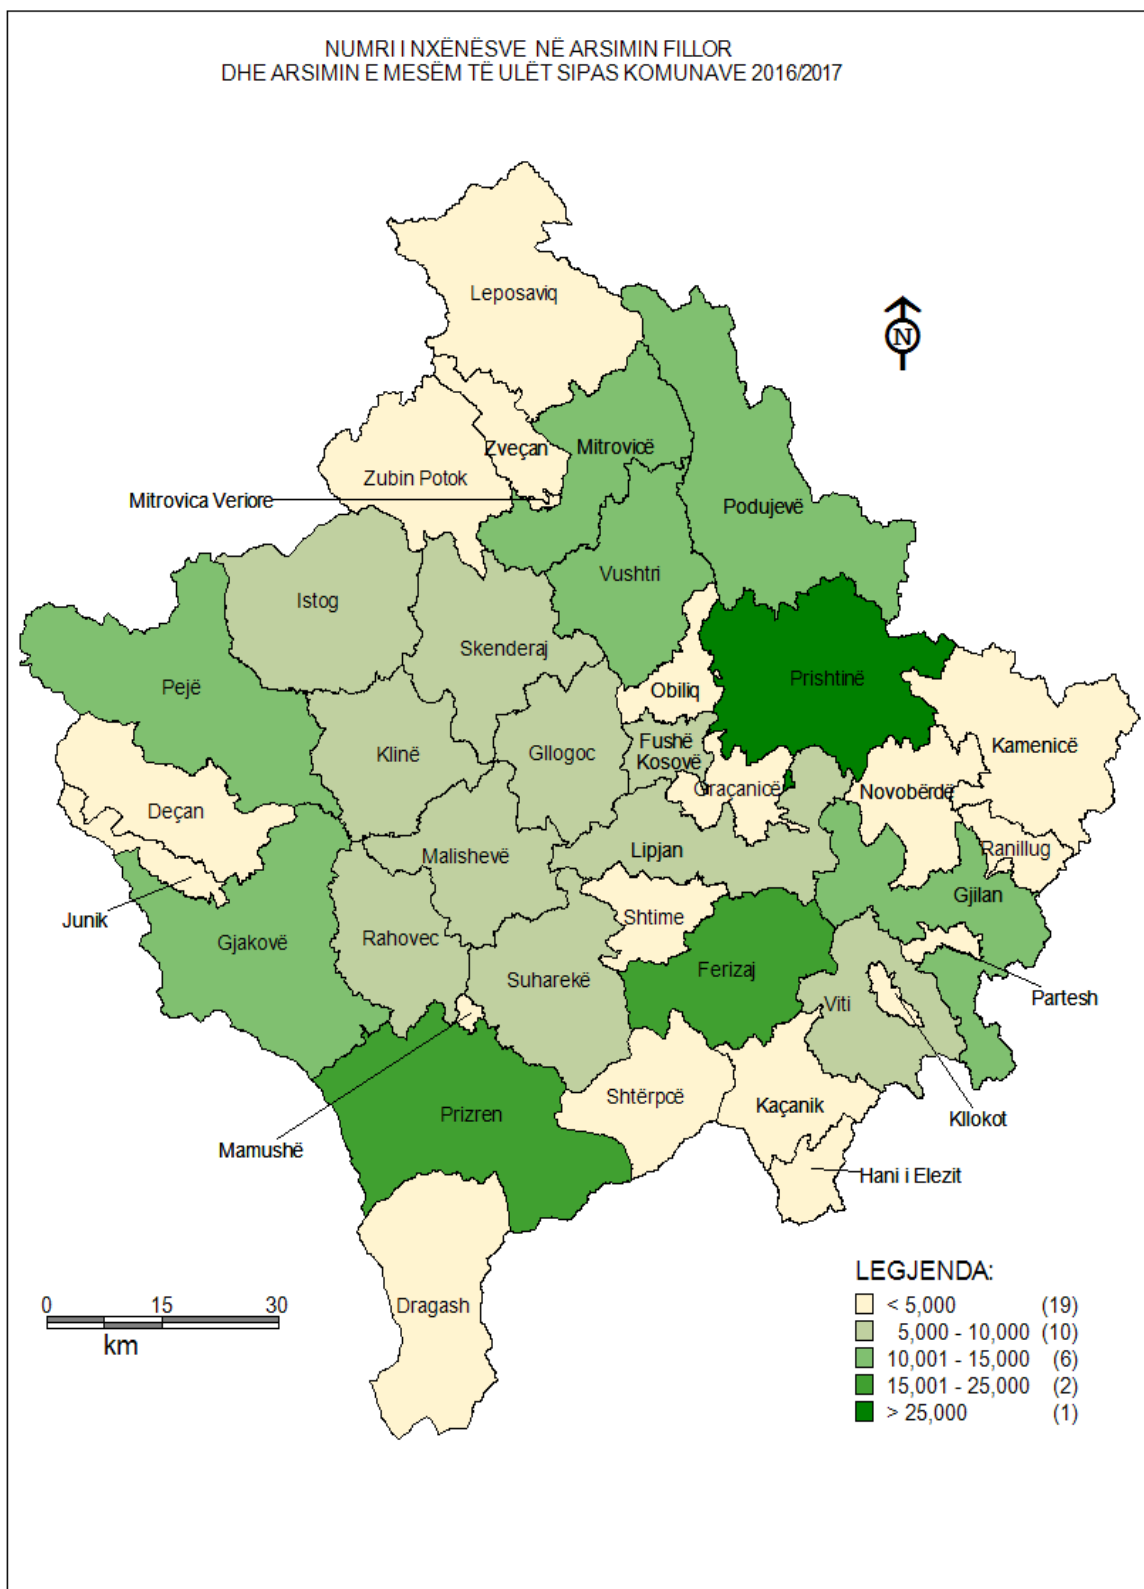 NUMRI I NXËNËSVE NË ARSIMIN FILLOR
DHE ARSIMIN E MESËM TË ULËT SIPAS KOMUNAVE 2016/2017
Leposaviq
N
Zveçan
Mitrovicë
Zubin Potok
Mitrovica Veriore
Podujevë
Vushtri
Istog
Skenderaj
Prishtinë
Pejë
Obiliq
Kamenicë
Klinë
Gllogoc
Fushë
Kosovë
Graçanicë
Novobërdë
Deçan
Malishevë
Lipjan
Ranillug
Gjilan
Junik
Shtime
Gjakovë
Rahovec
Suharekë
Ferizaj
Viti
Partesh
Prizren
Shtërpcë
Kaçanik
Kllokot
Mamushë
Hani i Elezit
Dragash
0 15 30
km
LEGJENDA:
< 5,000 (19)
5,000 - 10,000 (10)
10,001 - 15,000 (6)
15,001 - 25,000 (2)
> 25,000 (1)